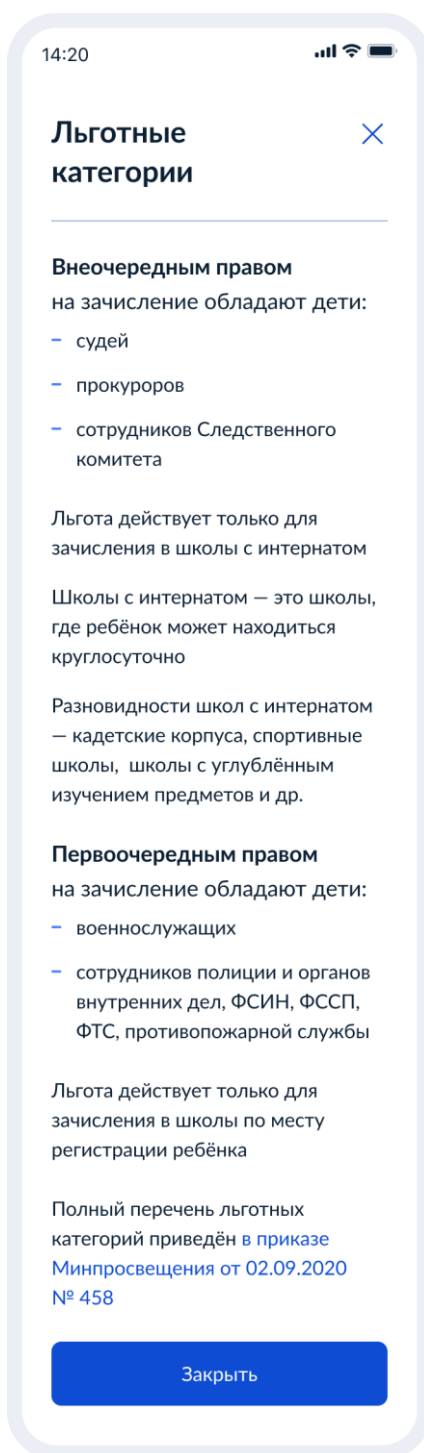 14:20
Льготные
категории
Внеочередным правом
на зачисление обладают дети:
– судей
– прокуроров
– сотрудников Следственного
комитета
Льгота действует только для
зачисления в школы с интернатом
Школы с интернатом — это школы,
где ребёнок может находиться
круглосуточно
Разновидности школ с интернатом
— кадетские корпуса, спортивные
школы, школы с углублённым
изучением предметов и др.
Первоочередным правом
на зачисление обладают дети:
– военнослужащих
– сотрудников полиции и органов
внутренних дел, ФСИН, ФССП,
ФТС, противопожарной службы
Льгота действует только для
зачисления в школы по месту
регистрации ребёнка
Полный перечень льготных
категорий приведён в приказе
Минпросвещения от 02.09.2020
№ 458
Закрыть